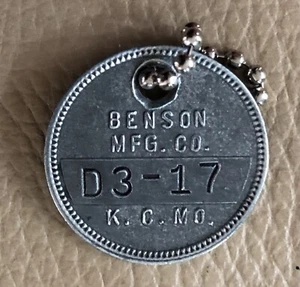 BENSON
MFG. CO.
D3-17
K. C. MO.